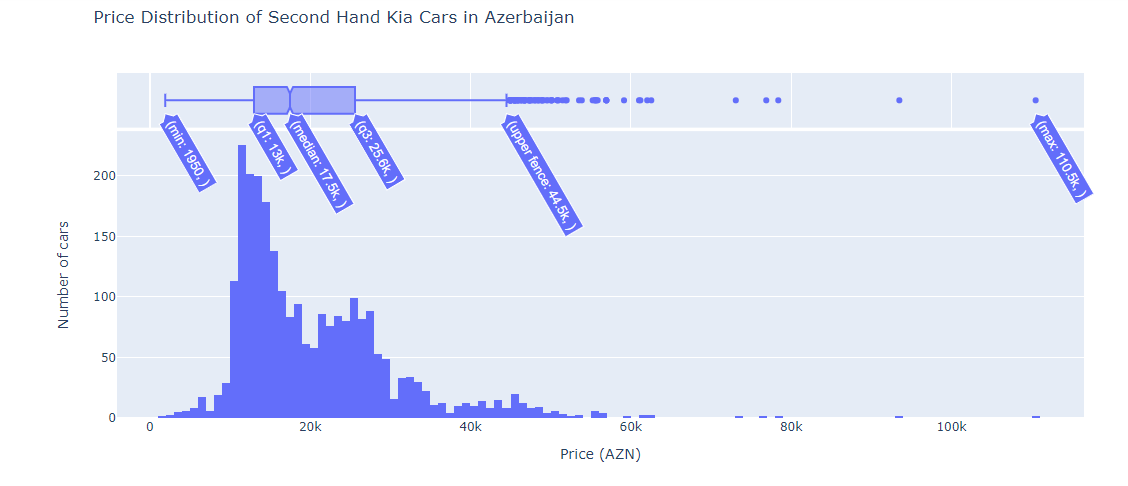 Price Distribution of Second Hand Kia Cars in Azerbaijan
(min: 1950, )
(q1: 13k, )
(median: 17.5k, )
(q3: 25.6k, )
(upper fence: 44.5k, )
(max: 110.5k, )
200
150
100
50
0
Number of cars
0
20k
40k
60k
80k
100k
Price (AZN)